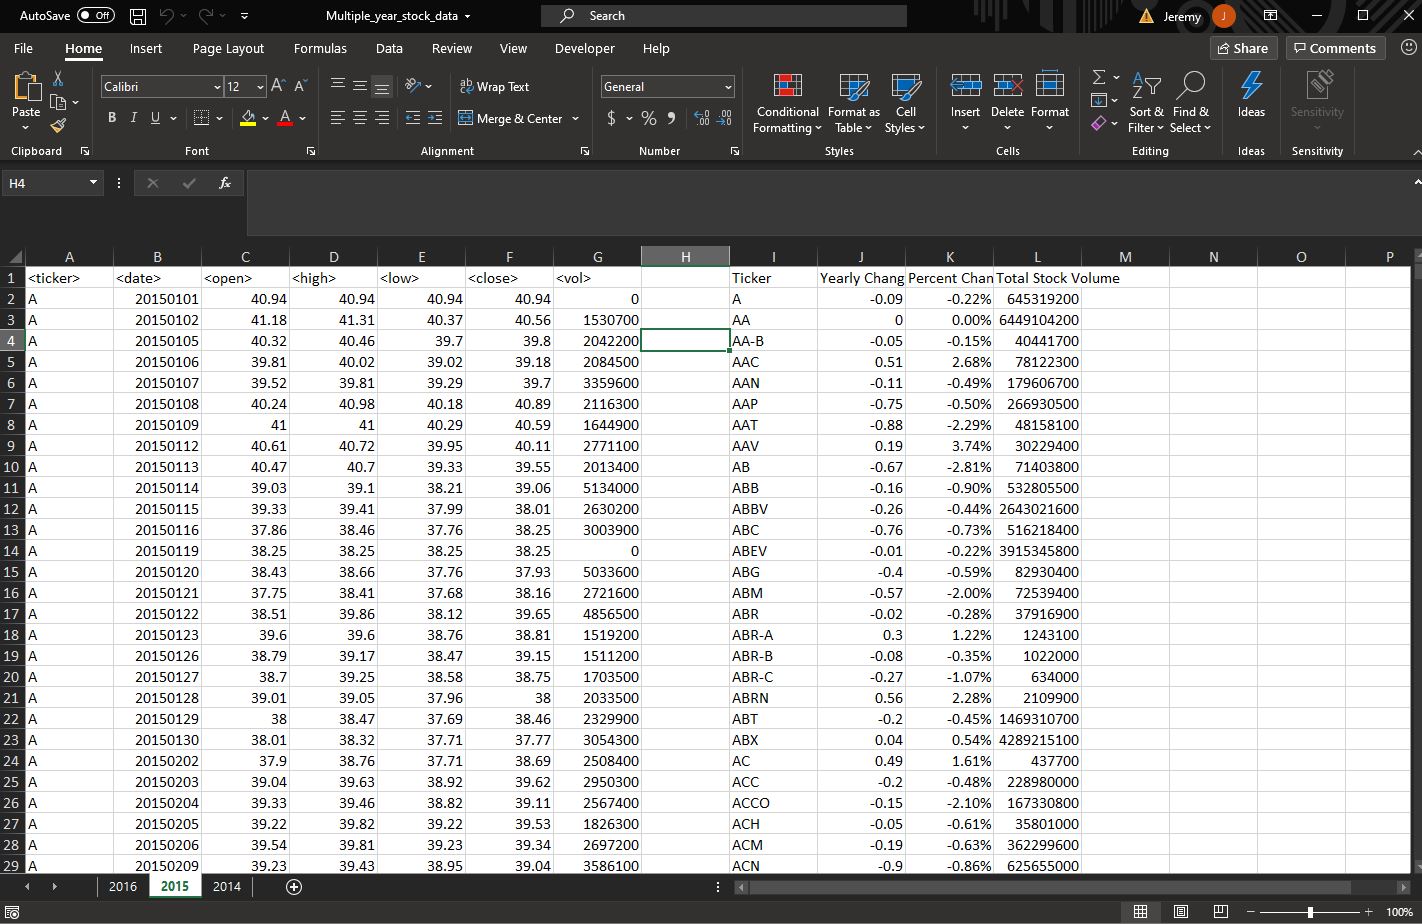 AutoSave Off Multiple_year_stock_data Search Jeremy J
File Home Insert Page Layout Formulas Data Review View Developer Help Share Comments
Calibri 12 A A ab Wrap Text General
Paste B I U A Merge & Center $ % 9 Conditional Formatting Format as Table Cell Styles Insert Delete Format Sort & Filter Find & Select Ideas Sensitivity
Clipboard Font Alignment Number Styles Cells Editing Ideas Sensitivity
H4 fx
A B C D E F G H I J K L M N O P
1 <ticker> <date> <open> <high> <low> <close> <vol> Ticker Yearly Chang Percent Chan Total Stock Volume
2 A 20150101 40.94 40.94 40.94 40.94 0 A -0.09 -0.22% 645319200
3 A 20150102 41.18 41.31 40.37 40.56 1530700 AA 0 0.00% 6449104200
4 A 20150105 40.32 40.46 39.7 39.8 2042200 AA-B -0.05 -0.15% 40441700
5 A 20150106 39.81 40.02 39.02 39.18 2084500 AAC 0.51 2.68% 78122300
6 A 20150107 39.52 39.81 39.29 39.7 3359600 AAN -0.11 -0.49% 179606700
7 A 20150108 40.24 40.98 40.18 40.89 2116300 AAP -0.75 -0.50% 266930500
8 A 20150109 41 41 40.29 40.59 1644900 AAT -0.88 -2.29% 48158100
9 A 20150112 40.61 40.72 39.95 40.11 2771100 AAV 0.19 3.74% 30229400
10 A 20150113 40.47 40.7 39.33 39.55 2013400 AB -0.67 -2.81% 71403800
11 A 20150114 39.03 39.1 38.21 39.06 5134000 ABB -0.16 -0.90% 532805500
12 A 20150115 39.33 39.41 37.99 38.01 2630200 ABBV -0.26 -0.44% 2643021600
13 A 20150116 37.86 38.46 37.76 38.25 3003900 ABC -0.76 -0.73% 516218400
14 A 20150119 38.25 38.25 38.25 38.25 0 ABEV -0.01 -0.22% 3915345800
15 A 20150120 38.43 38.66 37.76 37.93 5033600 ABG -0.4 -0.59% 82930400
16 A 20150121 37.75 38.41 37.68 38.16 2721600 ABM -0.57 -2.00% 72539400
17 A 20150122 38.51 39.86 38.12 39.65 4856500 ABR -0.02 -0.28% 37916900
18 A 20150123 39.6 39.6 38.76 38.81 1519200 ABR-A 0.3 1.22% 1243100
19 A 20150126 38.79 39.17 38.47 39.15 1511200 ABR-B -0.08 -0.35% 1022000
20 A 20150127 38.7 39.25 38.58 38.75 1703500 ABR-C -0.27 -1.07% 634000
21 A 20150128 39.01 39.05 37.96 38 2033500 ABRN 0.56 2.28% 2109900
22 A 20150129 38 38.47 37.69 38.46 2329900 ABT -0.2 -0.45% 1469310700
23 A 20150130 38.01 38.32 37.71 37.77 3054300 ABX 0.04 0.54% 4289215100
24 A 20150202 37.9 38.76 37.71 38.69 2508400 AC 0.49 1.61% 437700
25 A 20150203 39.04 39.63 38.92 39.62 2950300 ACC -0.2 -0.48% 228980000
26 A 20150204 39.33 39.46 38.82 39.11 2567400 ACCO -0.15 -2.10% 167330800
27 A 20150205 39.22 39.82 39.22 39.53 1826300 ACH -0.05 -0.61% 35801000
28 A 20150206 39.54 39.81 39.23 39.34 2697200 ACM -0.19 -0.63% 362299600
29 A 20150209 39.23 39.43 38.95 39.04 3586100 ACN -0.9 -0.86% 625655000
2016 2015 2014
100%